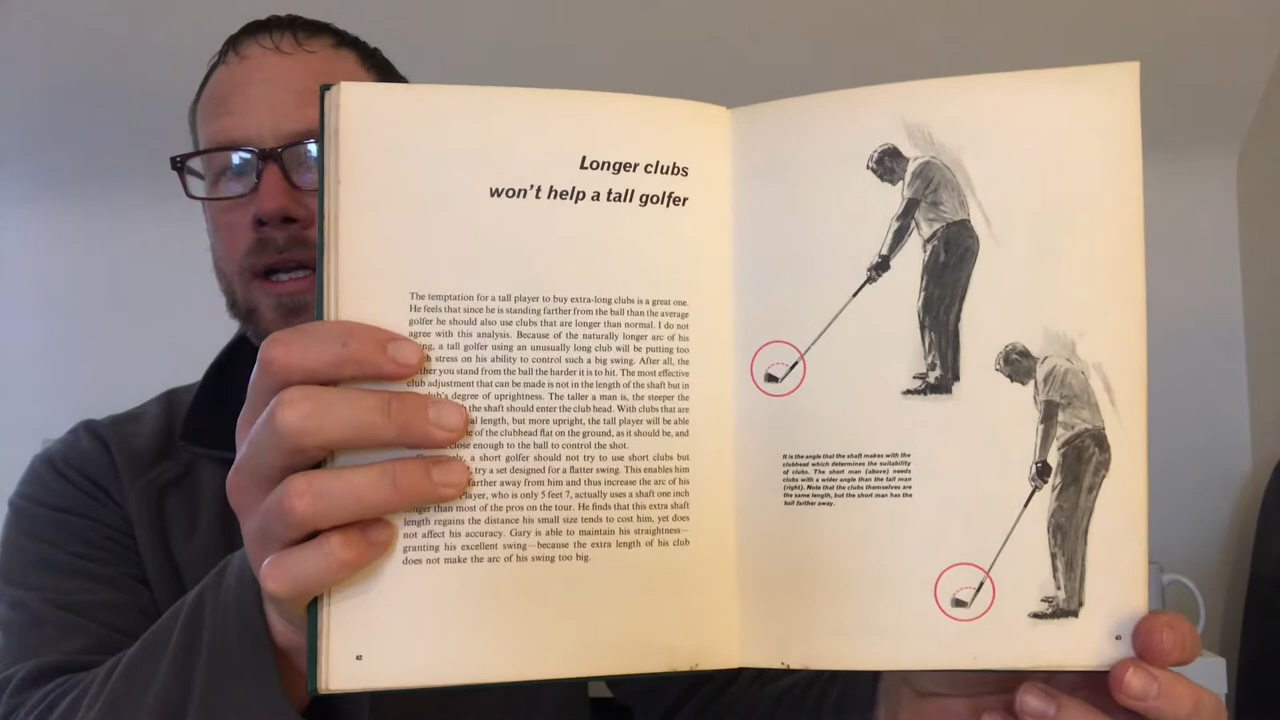 Longer clubs
won't help a tall golfer
The temptation for a tall player to buy extra-long clubs is a great one.
He feels that since he is standing farther from the ball than the average
golfer he should also use clubs that are longer than normal. I do not
agree with this analysis. Because of the naturally longer arc of his
a tall golfer using an unusually long club will be putting too
stress on his ability to control such a big swing. After all, the
you stand from the ball the harder it is to hit. The most effective
club adjustment that can be made is not in the length of the shaft but in
degree of uprightness. The taller a man is, the steeper the
the shaft should enter the club head. With clubs that are
length, but more upright, the tall player will be able
of the clubhead flat on the ground, as it should be, and
close enough to the ball to control the shot.
a short golfer should not try to use short clubs but
try a set designed for a flatter swing. This enables him
farther away from him and thus increase the arc of his
Player, who is only 5 feet 7, actually uses a shaft one inch
longer than most of the pros on the tour. He finds that this extra shaft
length regains the distance his small size tends to cost him, yet does
not affect his accuracy. Gary is able to maintain his straightness—
granting his excellent swing—because the extra length of his club
does not make the arc of his swing too big.
42
It is the angle that the shaft makes with the
clubhead which determines the suitability
of clubs. The short man (above) needs
clubs with a wider angle than the tall man
(right). Note that the clubs themselves are
the same length, but the short man has the
ball farther away.
43